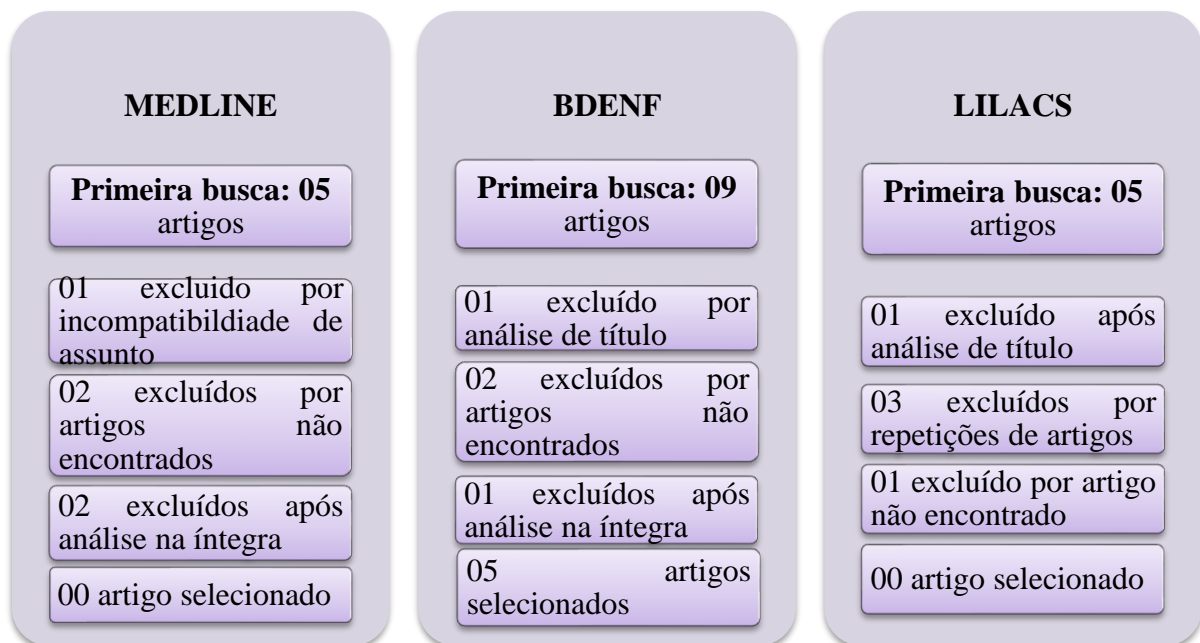 MEDLINE
Primeira busca: 05
artigos
01 excluido por
incompatibildiade de
assunto
02 excluídos por
artigos não
encontrados
02 excluídos após
análise na íntegra
00 artigo selecionado
BDENF
Primeira busca: 09
artigos
01 excluído por
análise de título
02 excluídos por
artigos não
encontrados
01 excluídos após
análise na íntegra
05 artigos
selecionados
LILACS
Primeira busca: 05
artigos
01 excluído após
análise de título
03 excluídos por
repetições de artigos
01 excluído por artigo
não encontrado
00 artigo selecionado